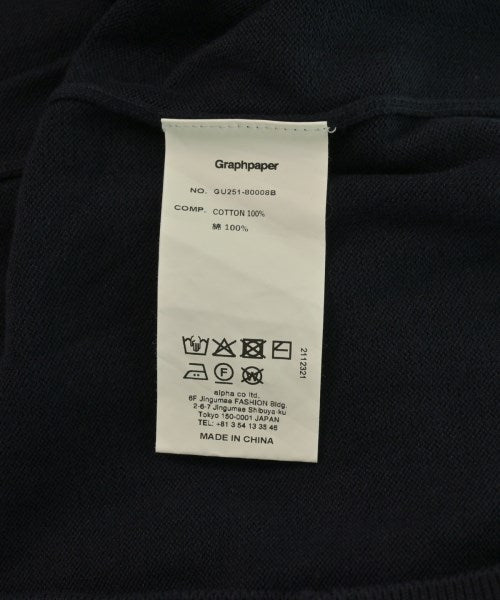 Graphpaper
NO. GU251-80008B
COMP. COTTON 100%
綿 100%
2112321
F W
alpha co ltd.
6F Jingumae FASHION Bldg.
2-6-7 Jingumae Shibuya-ku
Tokyo 150-0001 JAPAN
TEL: +81 3 54 13 38 46
MADE IN CHINA